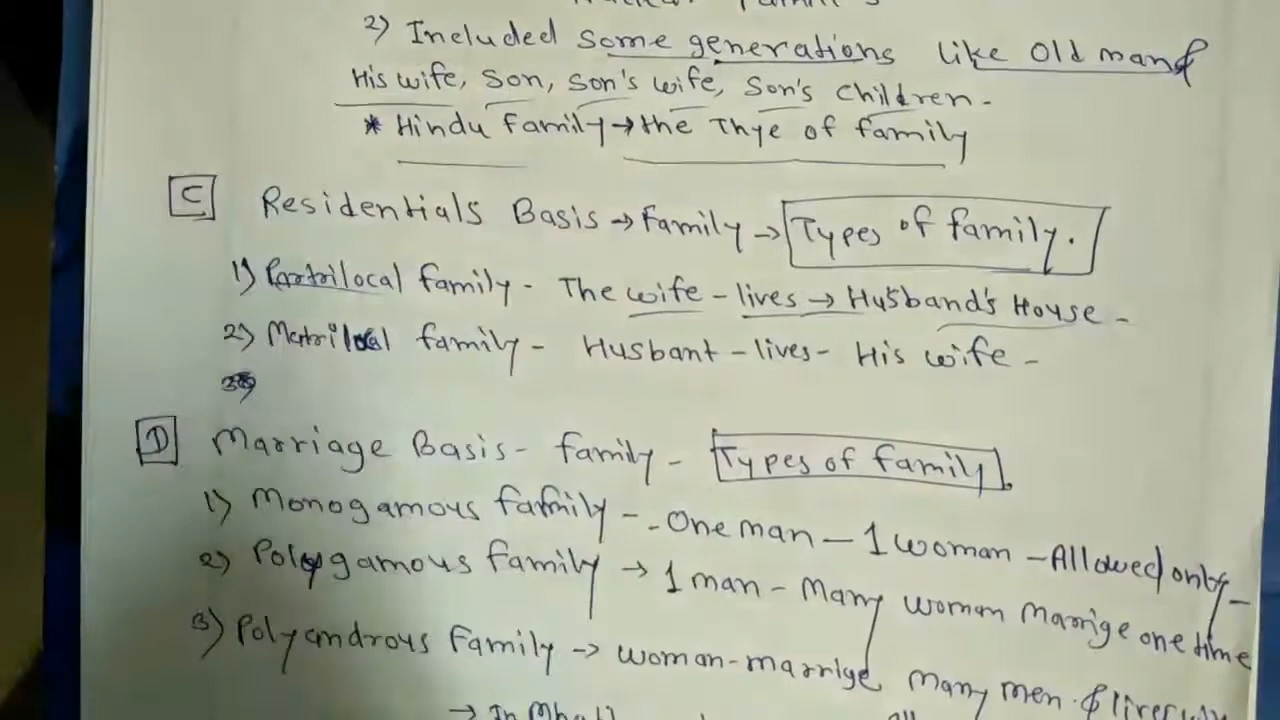 2) Included some generations like Old man &
His wife, Son, Son's wife, Son's Children -
* Hindu family → the Thye of family
C Residentials Basis → Family → Types of family.
1) Partrilocal family - The wife - lives → Husband's House -
2) Matrilocal family - Husbant - lives - His wife -
D Marriage Basis - family - Types of family.
1) Monogamous family - - One man - 1 woman - Allowed only -
2) Polygamous family → 1 man - Many woman Marrige one time
3) Polyandrous family → woman - marrige many men &
→ In